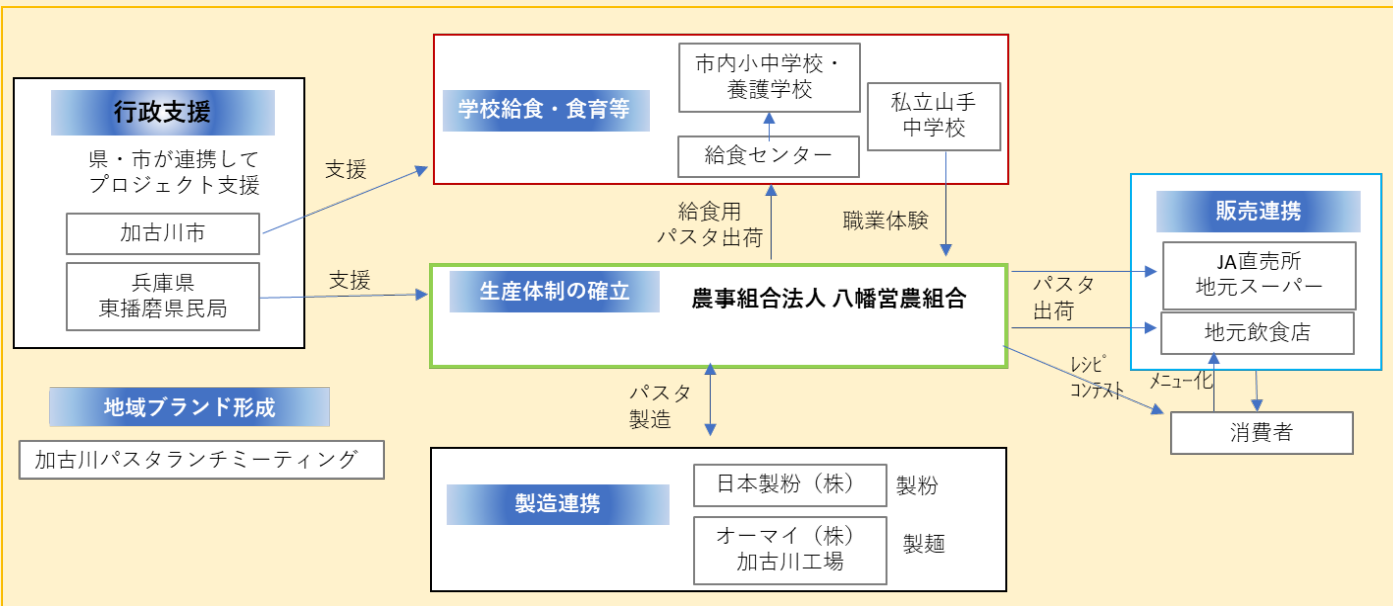 行政支援
県・市が連携して
プロジェクト支援
加古川市
兵庫県
東播磨県民局
支援
支援
学校給食・食育等
市内小中学校・
養護学校
給食センター
私立山手
中学校
給食用
パスタ出荷
職業体験
生産体制の確立
農事組合法人 八幡営農組合
パスタ
出荷
販売連携
JA直売所
地元スーパー
地元飲食店
レシピ
コンテスト
メニュー化
消費者
地域ブランド形成
加古川パスタランチミーティング
パスタ
製造
製造連携
日本製粉（株）
製粉
オーマイ（株）
加古川工場
製麺